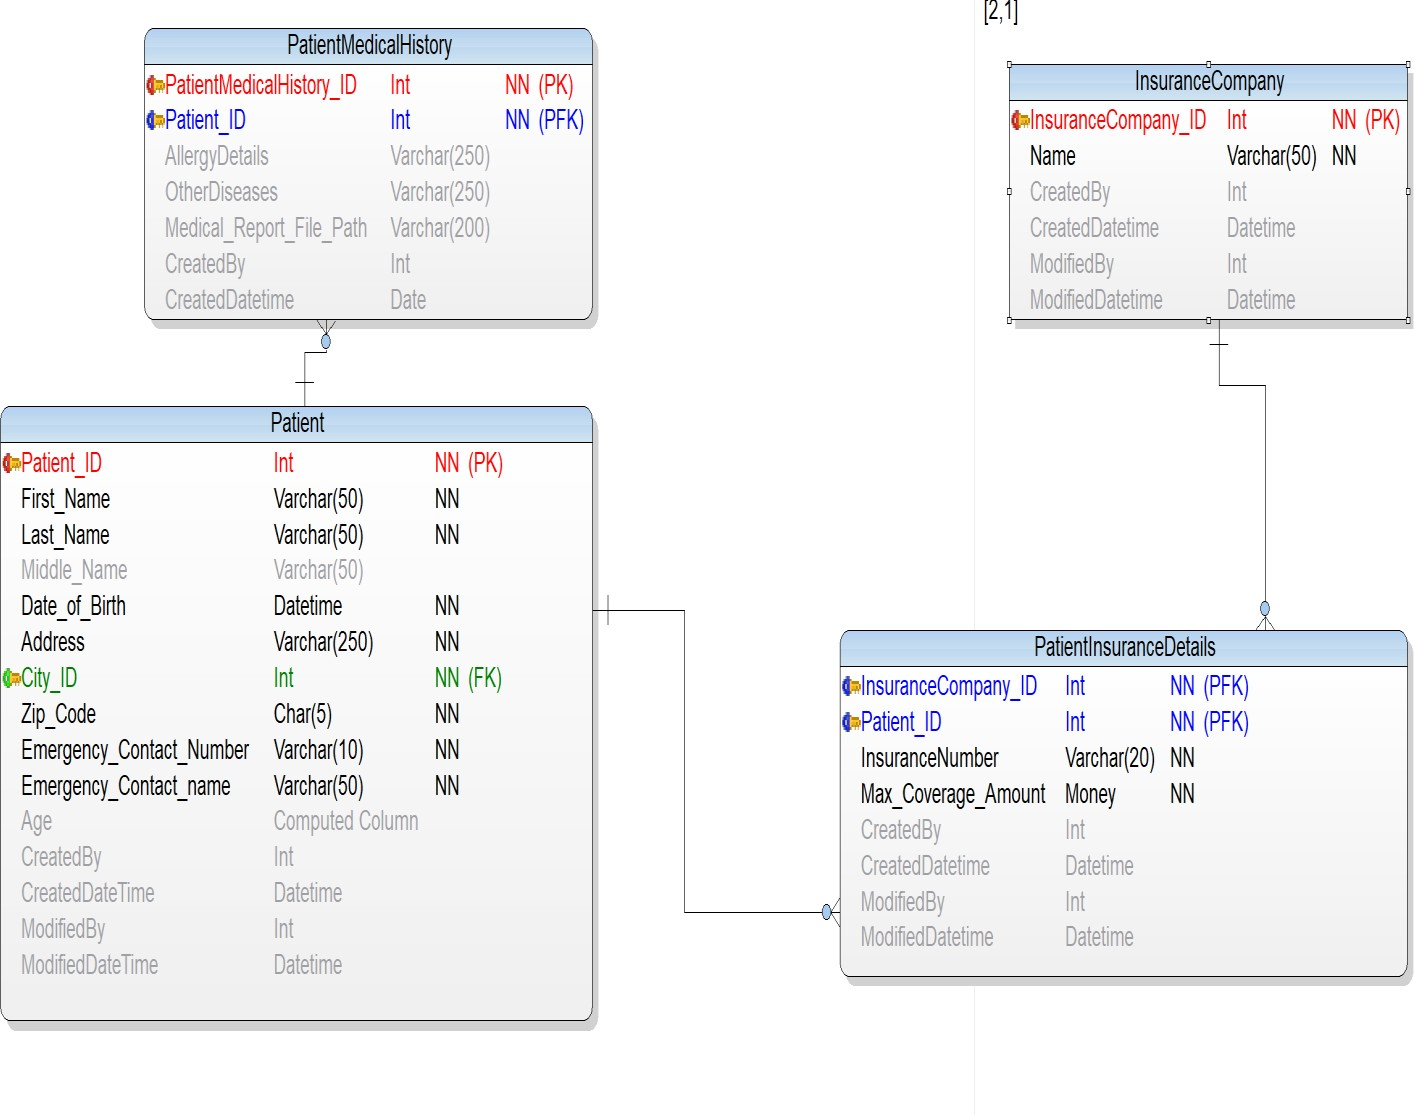 [2,1]
PatientMedicalHistory
PatientMedicalHistory_ID Int NN (PK)
Patient_ID Int NN (PFK)
AllergyDetails Varchar(250)
OtherDiseases Varchar(250)
Medical_Report_File_Path Varchar(200)
CreatedBy Int
CreatedDatetime Date
InsuranceCompany
InsuranceCompany_ID Int NN (PK)
Name Varchar(50) NN
CreatedBy Int
CreatedDatetime Datetime
ModifiedBy Int
ModifiedDatetime Datetime
Patient
Patient_ID Int NN (PK)
First_Name Varchar(50) NN
Last_Name Varchar(50) NN
Middle_Name Varchar(50)
Date_of_Birth Datetime NN
Address Varchar(250) NN
City_ID Int NN (FK)
Zip_Code Char(5) NN
Emergency_Contact_Number Varchar(10) NN
Emergency_Contact_name Varchar(50) NN
Age Computed Column
CreatedBy Int
CreatedDateTime Datetime
ModifiedBy Int
ModifiedDateTime Datetime
PatientInsuranceDetails
InsuranceCompany_ID Int NN (PFK)
Patient_ID Int NN (PFK)
InsuranceNumber Varchar(20) NN
Max_Coverage_Amount Money NN
CreatedBy Int
CreatedDatetime Datetime
ModifiedBy Int
ModifiedDatetime Datetime